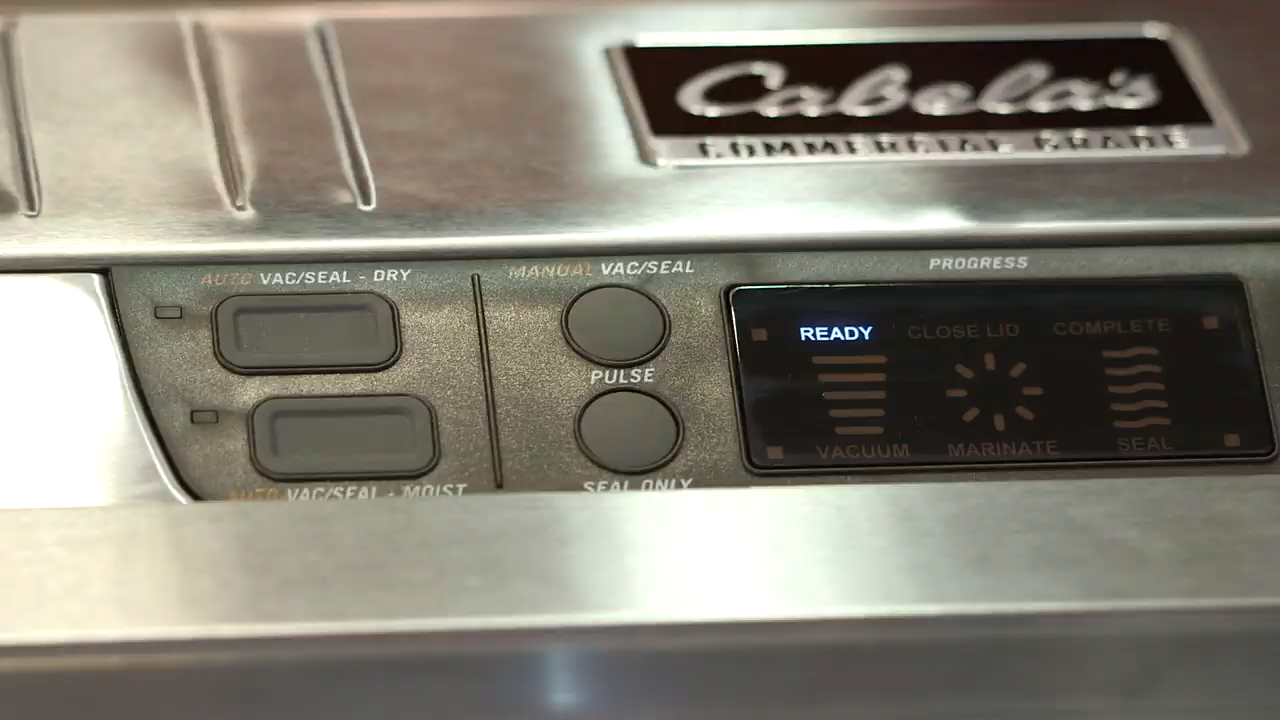 Cabela's
COMMERCIAL GRADE
AUTO VAC/SEAL - DRY
MANUAL VAC/SEAL
PROGRESS
READY
CLOSE LID
COMPLETE
PULSE
VACUUM
MARINATE
SEAL
AUTO VAC/SEAL - MOIST
SEAL ONLY